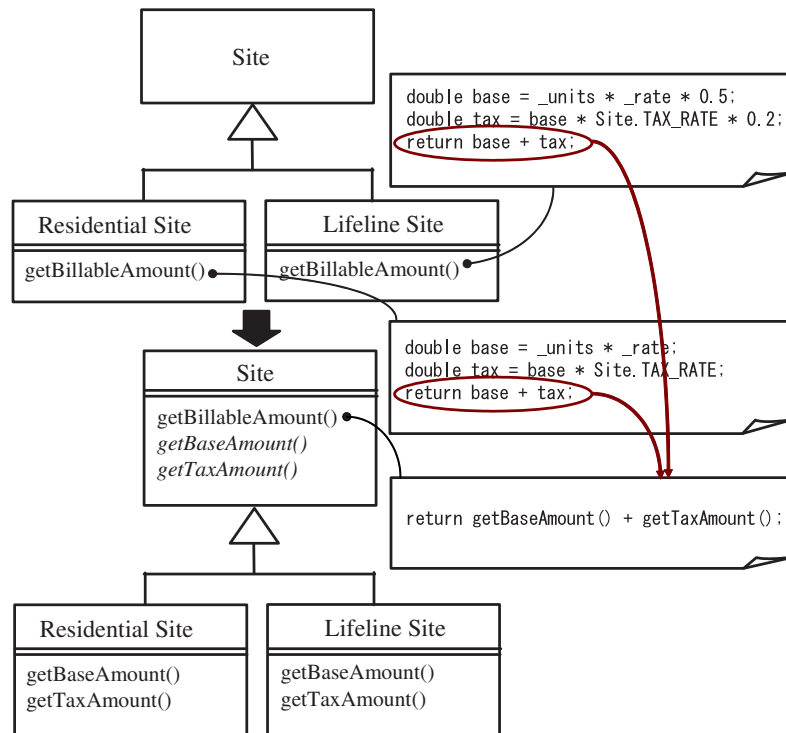 Site
double base = _units * _rate * 0.5;
double tax = base * Site.TAX_RATE * 0.2;
return base + tax;
Residential Site
getBillableAmount()
Lifeline Site
getBillableAmount()
double base = _units * _rate;
double tax = base * Site.TAX_RATE;
return base + tax;
Site
getBillableAmount()
getBaseAmount()
getTaxAmount()
return getBaseAmount() + getTaxAmount();
Residential Site
getBaseAmount()
getTaxAmount()
Lifeline Site
getBaseAmount()
getTaxAmount()